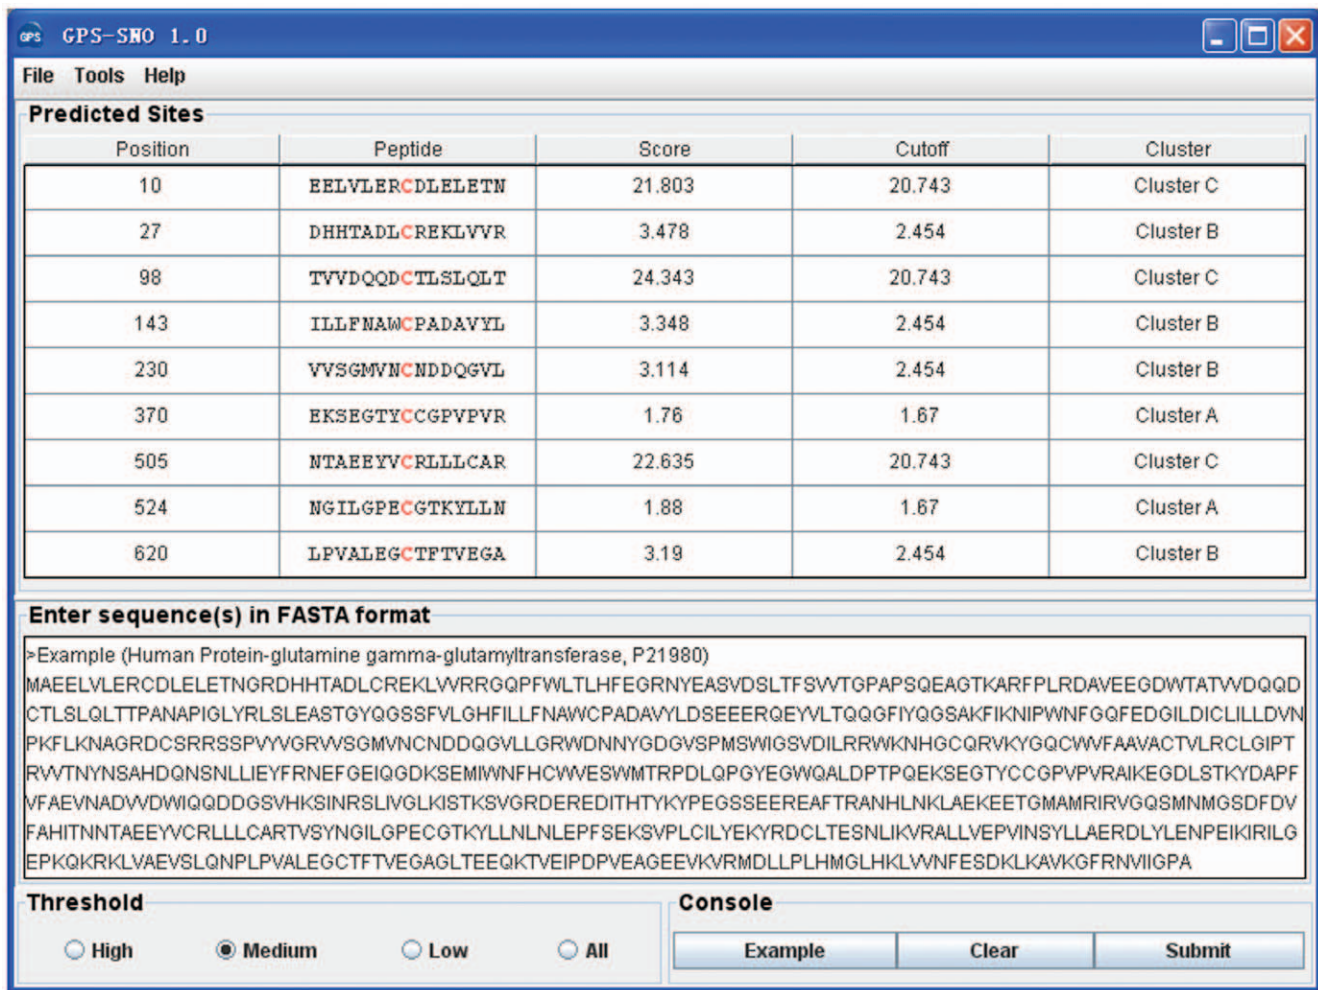 GPS GPS-SNO 1.0
File Tools Help
Predicted Sites
Position Peptide Score Cutoff Cluster
10 EELVLERCDLELETN 21.803 20.743 Cluster C
27 DHHTADLCREKLVVR 3.478 2.454 Cluster B
98 TVVDQQDCTLSLQLT 24.343 20.743 Cluster C
143 ILLFNAWCPADAVYL 3.348 2.454 Cluster B
230 VVSGMVNCNDDQGVL 3.114 2.454 Cluster B
370 EKSEGTYCCGPVPVR 1.76 1.67 Cluster A
505 NTAEEYVCRLLLCAR 22.635 20.743 Cluster C
524 NGILGPECGTKYLLN 1.88 1.67 Cluster A
620 LPVALEGCTFTVEGA 3.19 2.454 Cluster B
Enter sequence(s) in FASTA format
>Example (Human Protein-glutamine gamma-glutamyltransferase, P21980)
MAEELVLERCDLELETNGRDHHTADLCREKLVVRRGQPFWLTLHFEGRNYEASVDSLTFSVVTGPAPSQEAGTKARFPLRDAVEEGDWTATVVDQQD
CTLSLQLTTPANAPIGLYRLSLEASTGYQGSSFVLGHFILLFNAWCPADAVYLDSEEERQEYVLTQQGFIYQGSAKFIKNIPWNFGQFEDGILDICLILLDVN
PKFLKNAGRDCSRRSSPVYVGRVVSGMVNCNDDQGVLLGRWDNNYGDGVSPMSWIGSVDILRRWKNHGCQRVKYGQCWVFAAVACTVLRCLGIPT
RVVTNYNSAHDQNSNLLIEYFRNEFGEIQGDKSEMIWNFHCWVESWMTRPDLQPGYEGWQALDPTPQEKSEGTYCCGPVPVRAIKEGDLSTKYDAPF
VFAEVNADVVDWIQQDDGSVHKSINRSLIVGLKISTKSVGRDEREDITHTYKYPEGSSEEREAFTRANHLNKLAEKEETGMAMRIRVGQSMNMGSDFDV
FAHITNNTAEEYVCRLLLCARTVSYNGILGPECGTKYLLNLNLEPFSEKSVPLCILYEKYRDCLTESNLIKVRALLVEPVINSYLLAERDLYLENPEIKIRILG
EPKQKRKLVAEVSLQNPLPVALEGCTFTVEGAGLTEEQKTVEIPDPVEAGEEVKVRMDLLPLHMGLHKLVVNFESDKLKAVKGFRNVIIGPA
Threshold Console
High Medium Low All Example Clear Submit